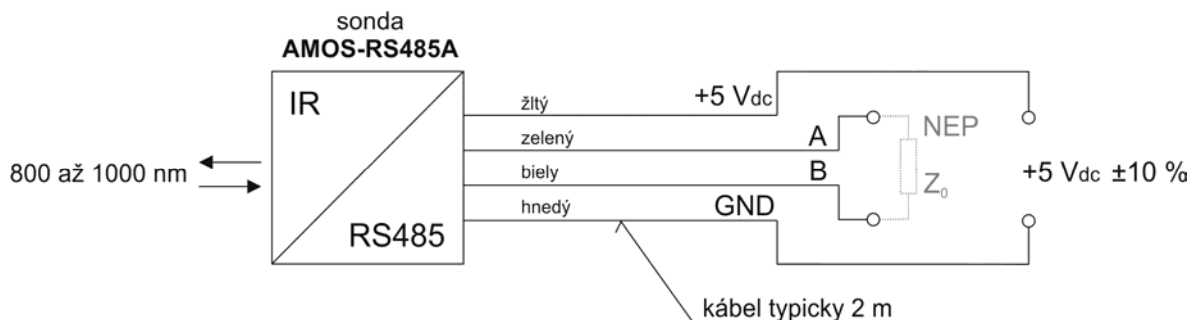 sonda
AMOS-RS485A
IR
RS485
800 až 1000 nm
žltý
zelený
biely
hnedý
+5 Vdc
A
B
GND
NEP
Z0
+5 Vdc ±10 %
kábel typicky 2 m